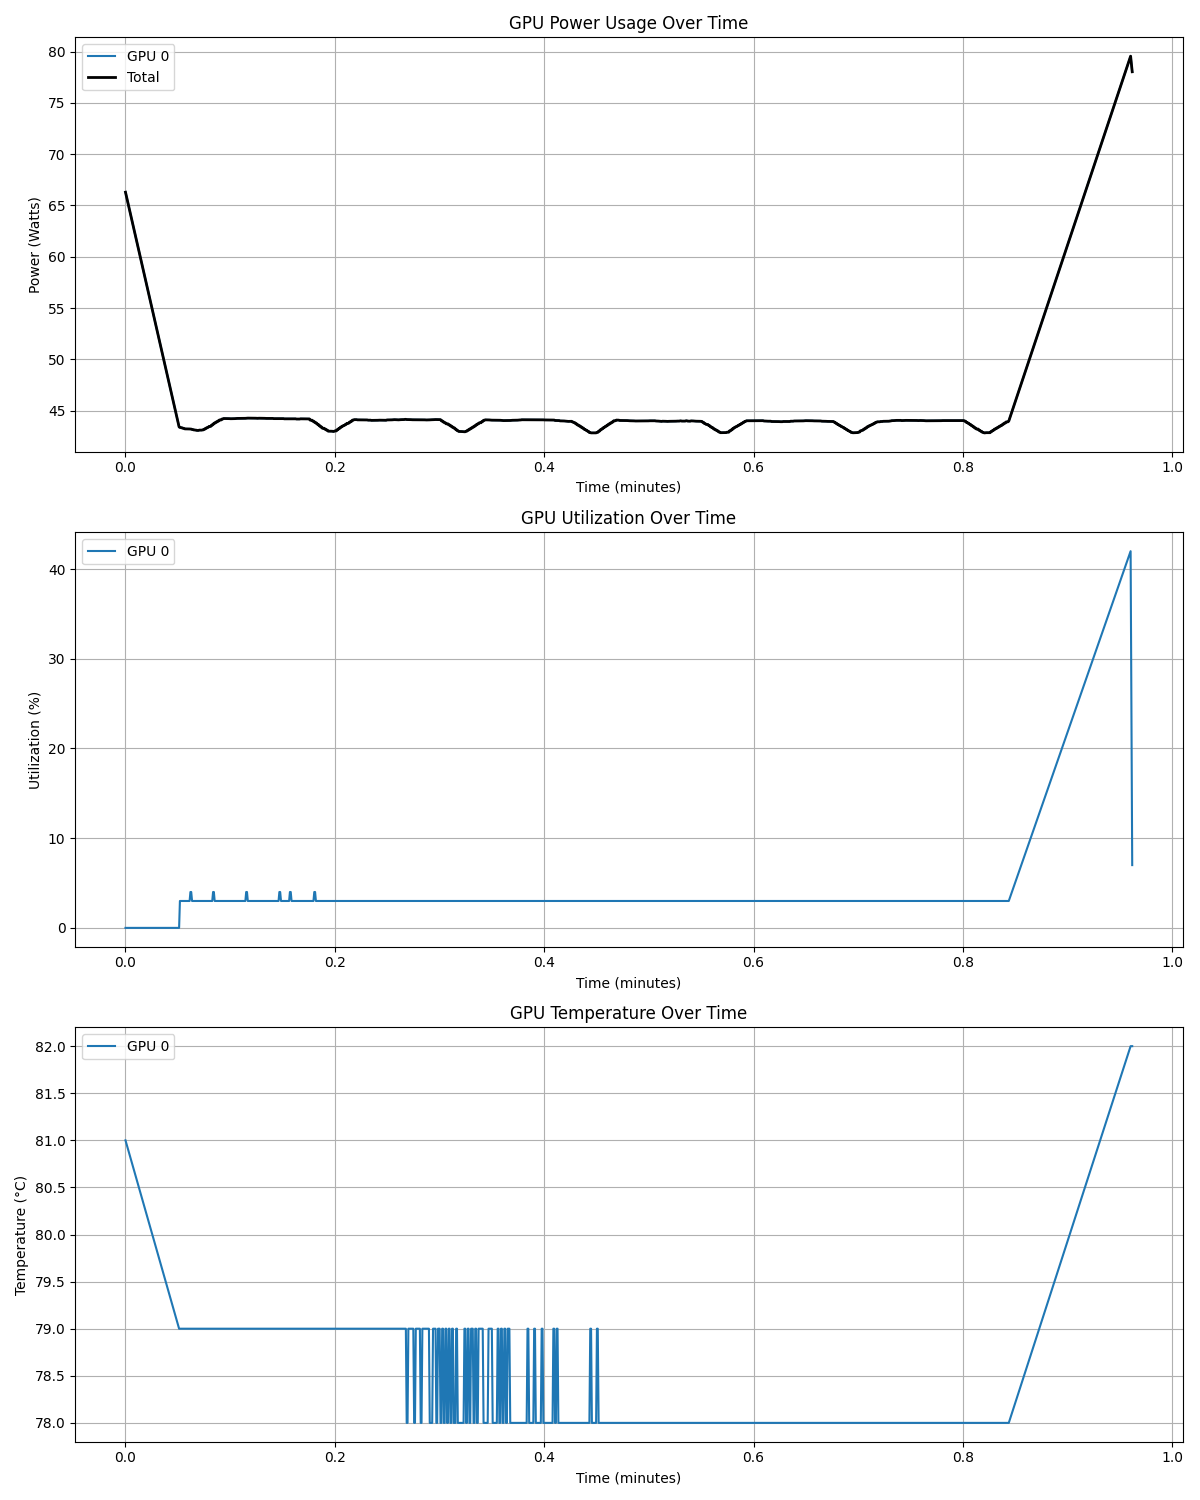 GPU Power Usage Over Time
GPU 0
Total
80
75
70
65
60
55
50
45
Power (Watts)
0.0 0.2 0.4 0.6 0.8 1.0
Time (minutes)
GPU Utilization Over Time
GPU 0
40
30
20
10
0
Utilization (%)
0.0 0.2 0.4 0.6 0.8 1.0
Time (minutes)
GPU Temperature Over Time
GPU 0
82.0
81.5
81.0
80.5
80.0
79.5
79.0
78.5
78.0
Temperature (°C)
0.0 0.2 0.4 0.6 0.8 1.0
Time (minutes)